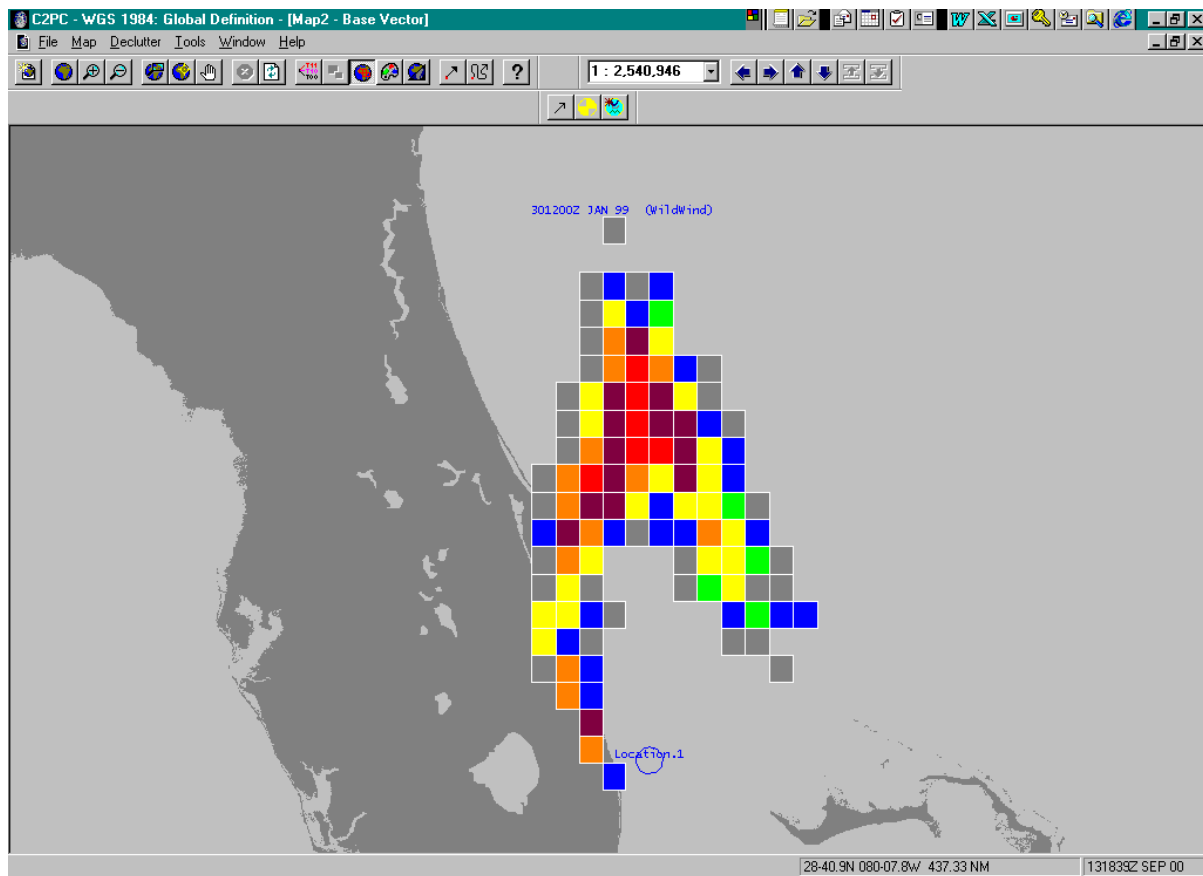 C2PC - WGS 1984: Global Definition - [Map2 - Base Vector]
File Map Declutter Tools Window Help
1 : 2,540,946
301200Z JAN 99 (WildWind)
Location.1
28-40.9N 080-07.8W 437.33 NM
131839Z SEP 00